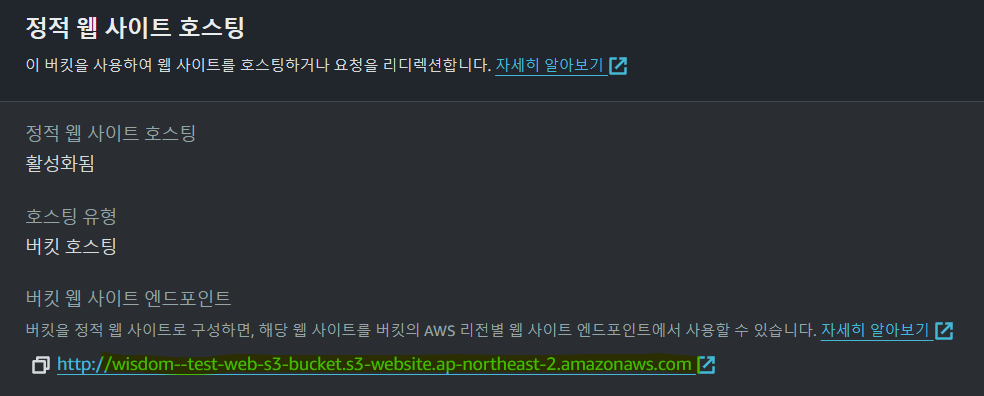 정적 웹 사이트 호스팅
이 버킷을 사용하여 웹 사이트를 호스팅하거나 요청을 리디렉션합니다. 자세히 알아보기
정적 웹 사이트 호스팅
활성화됨
호스팅 유형
버킷 호스팅
버킷 웹 사이트 엔드포인트
버킷을 정적 웹 사이트로 구성하면, 해당 웹 사이트를 버킷의 AWS 리전별 웹 사이트 엔드포인트에서 사용할 수 있습니다. 자세히 알아보기
http://wisdom--test-web-s3-bucket.s3-website.ap-northeast-2.amazonaws.com